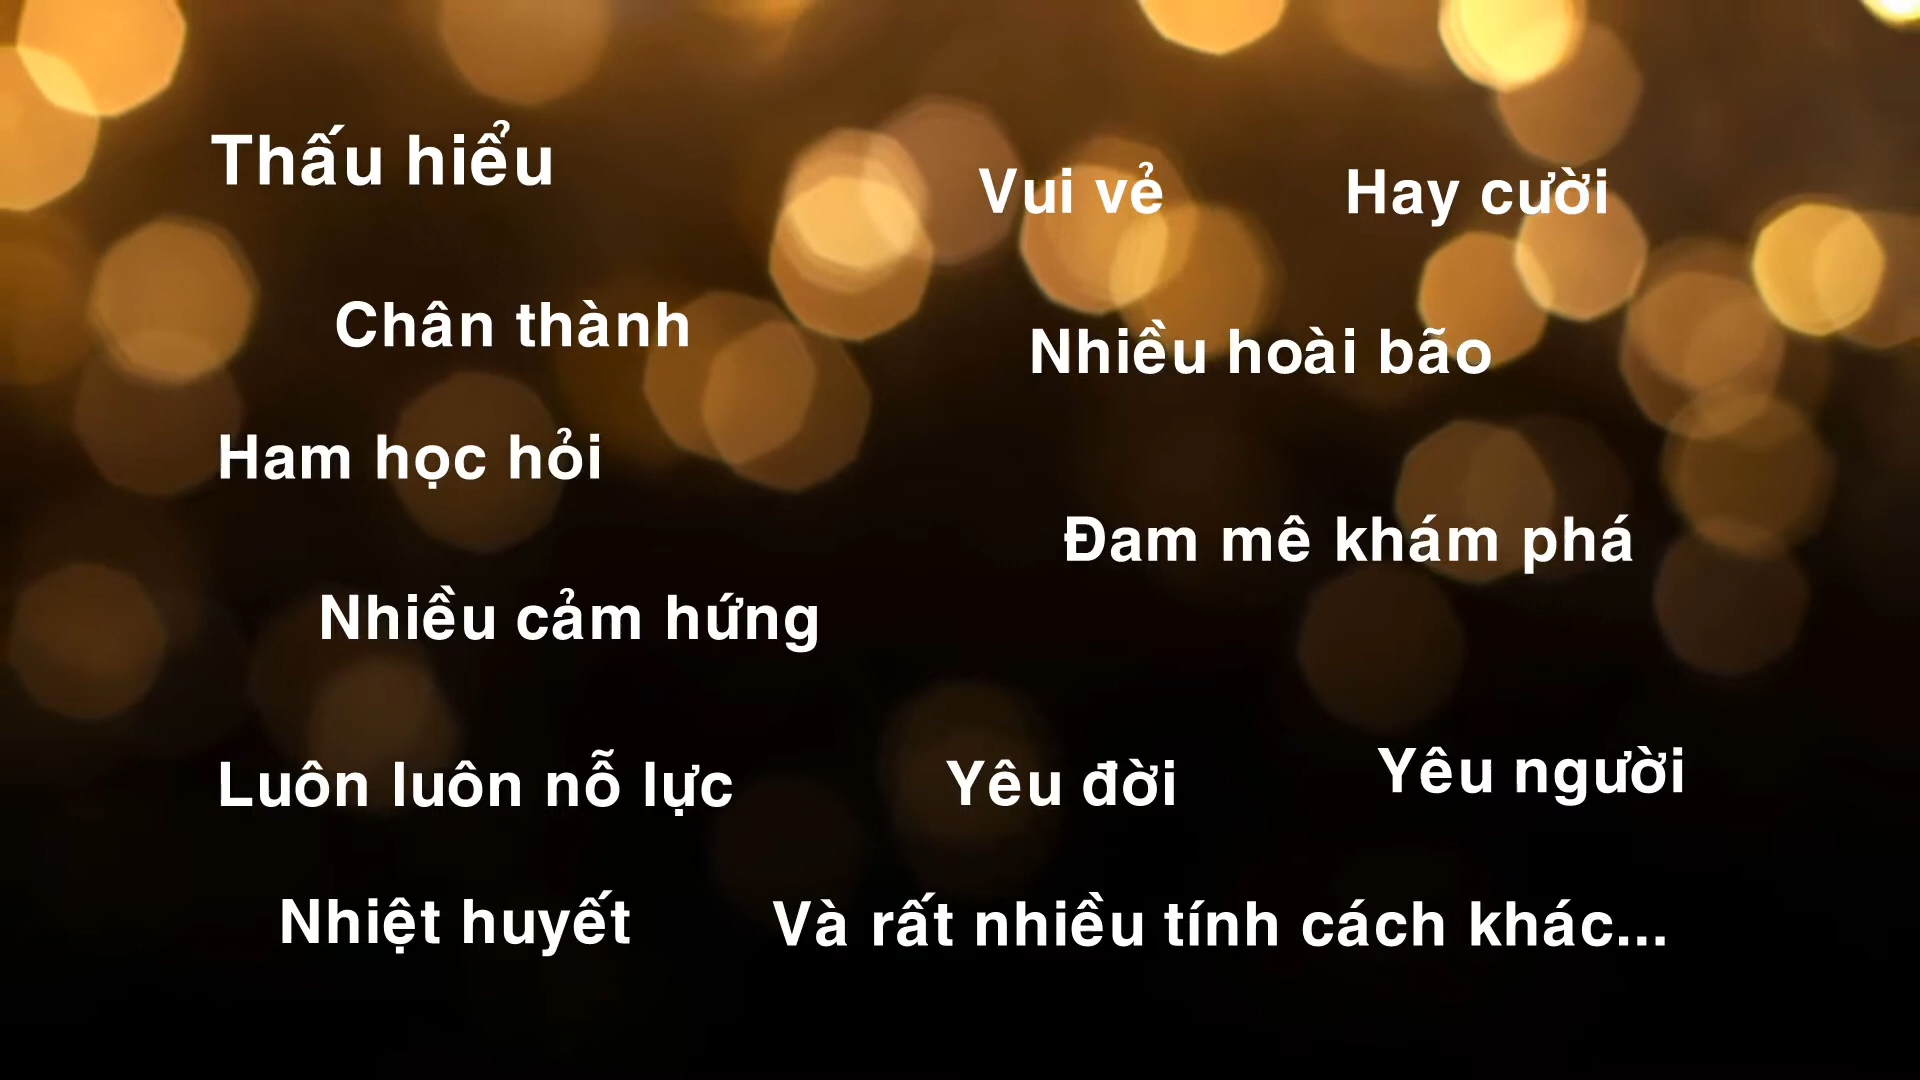 Thấu hiểu
Vui vẻ
Hay cười
Chân thành
Nhiều hoài bão
Ham học hỏi
Đam mê khám phá
Nhiều cảm hứng
Luôn luôn nỗ lực
Yêu đời
Yêu người
Nhiệt huyết
Và rất nhiều tính cách khác...